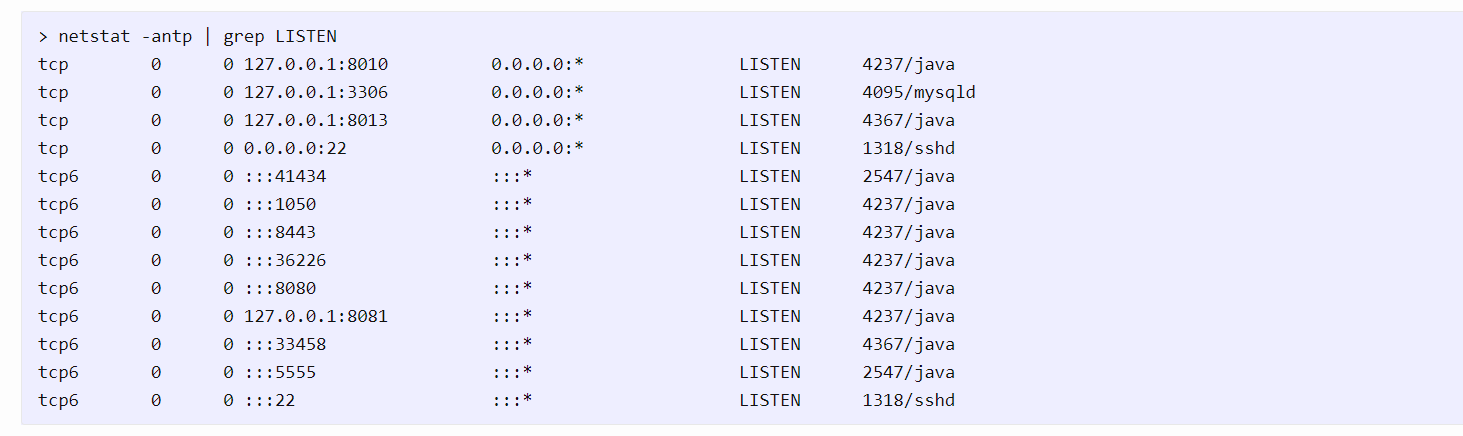 > netstat -antp | grep LISTEN
tcp 0 0 127.0.0.1:8010 0.0.0.0:* LISTEN 4237/java
tcp 0 0 127.0.0.1:3306 0.0.0.0:* LISTEN 4095/mysqld
tcp 0 0 127.0.0.1:8013 0.0.0.0:* LISTEN 4367/java
tcp 0 0 0.0.0.0:22 0.0.0.0:* LISTEN 1318/sshd
tcp6 0 0 :::41434 :::* LISTEN 2547/java
tcp6 0 0 :::1050 :::* LISTEN 4237/java
tcp6 0 0 :::8443 :::* LISTEN 4237/java
tcp6 0 0 :::36226 :::* LISTEN 4237/java
tcp6 0 0 :::8080 :::* LISTEN 4237/java
tcp6 0 0 127.0.0.1:8081 :::* LISTEN 4237/java
tcp6 0 0 :::33458 :::* LISTEN 4367/java
tcp6 0 0 :::5555 :::* LISTEN 2547/java
tcp6 0 0 :::22 :::* LISTEN 1318/sshd